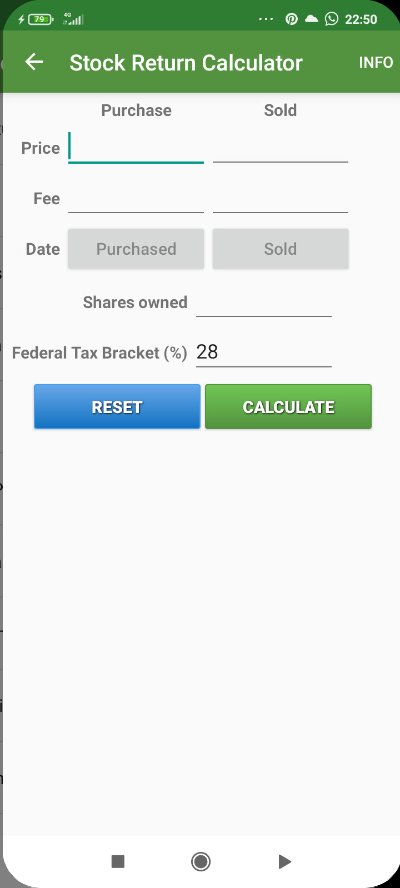 79 4G ... 22:50
Stock Return Calculator INFO
Purchase Sold
Price
Fee
Date Purchased Sold
Shares owned
Federal Tax Bracket (%) 28
RESET CALCULATE